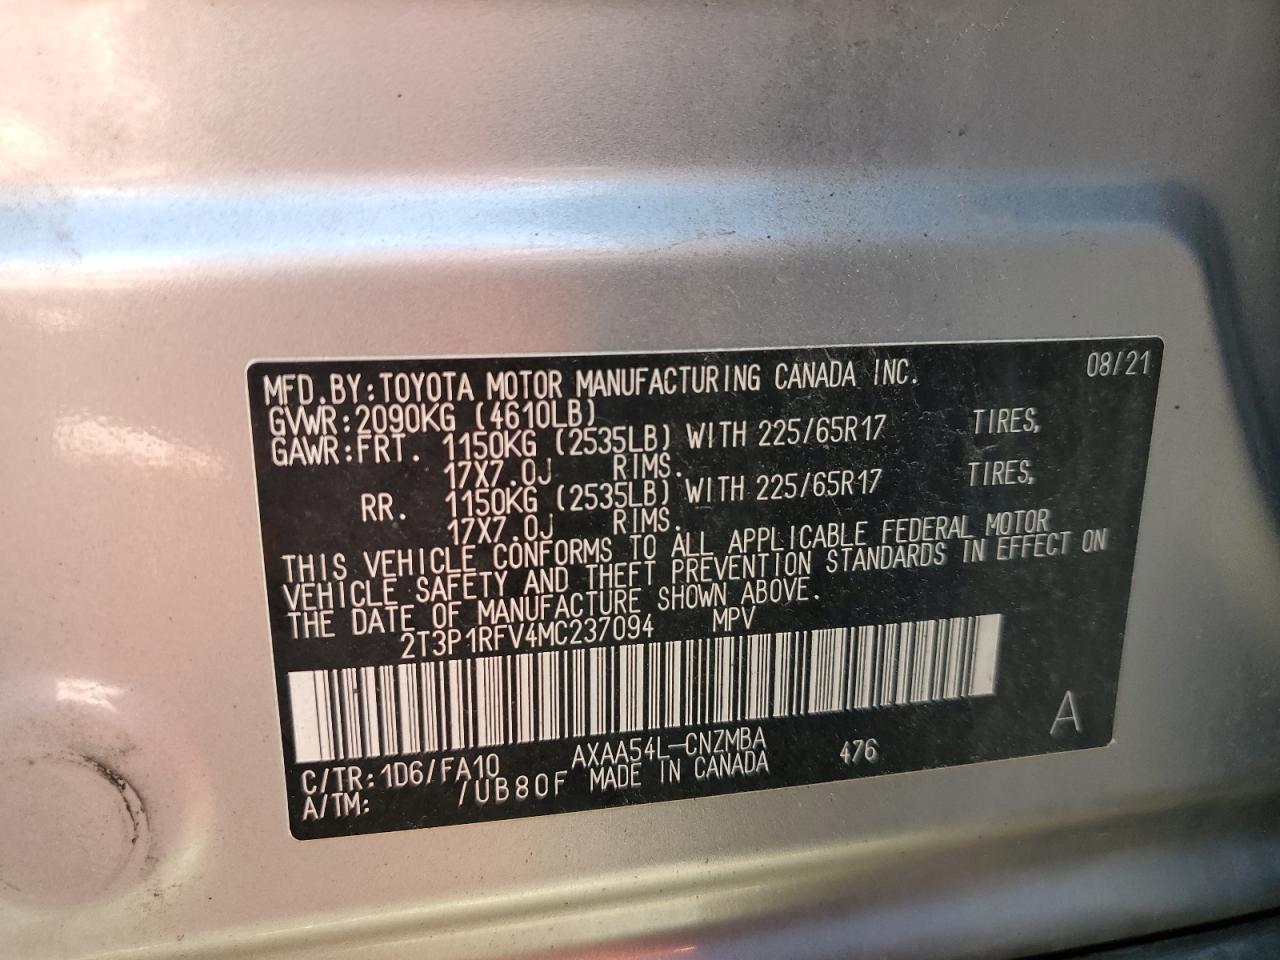 MFD.BY:TOYOTA MOTOR MANUFACTURING CANADA INC. 08/21
GVWR:2090KG (4610LB)
GAWR:FRT. 1150KG (2535LB) WITH 225/65R17 TIRES,
17X7.0J RIMS.
RR. 1150KG (2535LB) WITH 225/65R17 TIRES,
17X7.0J RIMS.
THIS VEHICLE CONFORMS TO ALL APPLICABLE FEDERAL MOTOR
VEHICLE SAFETY AND THEFT PREVENTION STANDARDS IN EFFECT ON
THE DATE OF MANUFACTURE SHOWN ABOVE.
2T3P1RFV4MC237094 MPV
A
C/TR:1D6/FA10 AXAA54L-CNZMBA 476
A/TM: /UB80F MADE IN CANADA